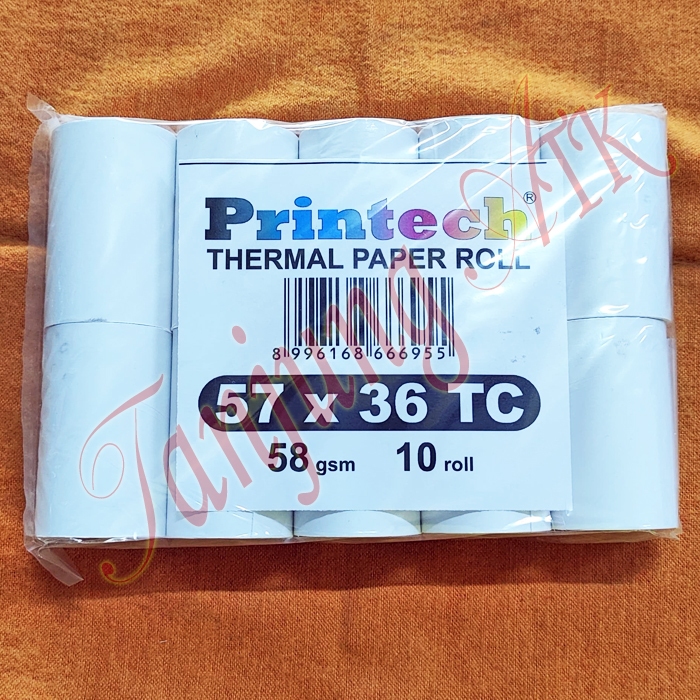 Printech®
THERMAL PAPER ROLL
8 996168 666955
57 x 36 TC
58 gsm 10 roll
Tanjung ATK